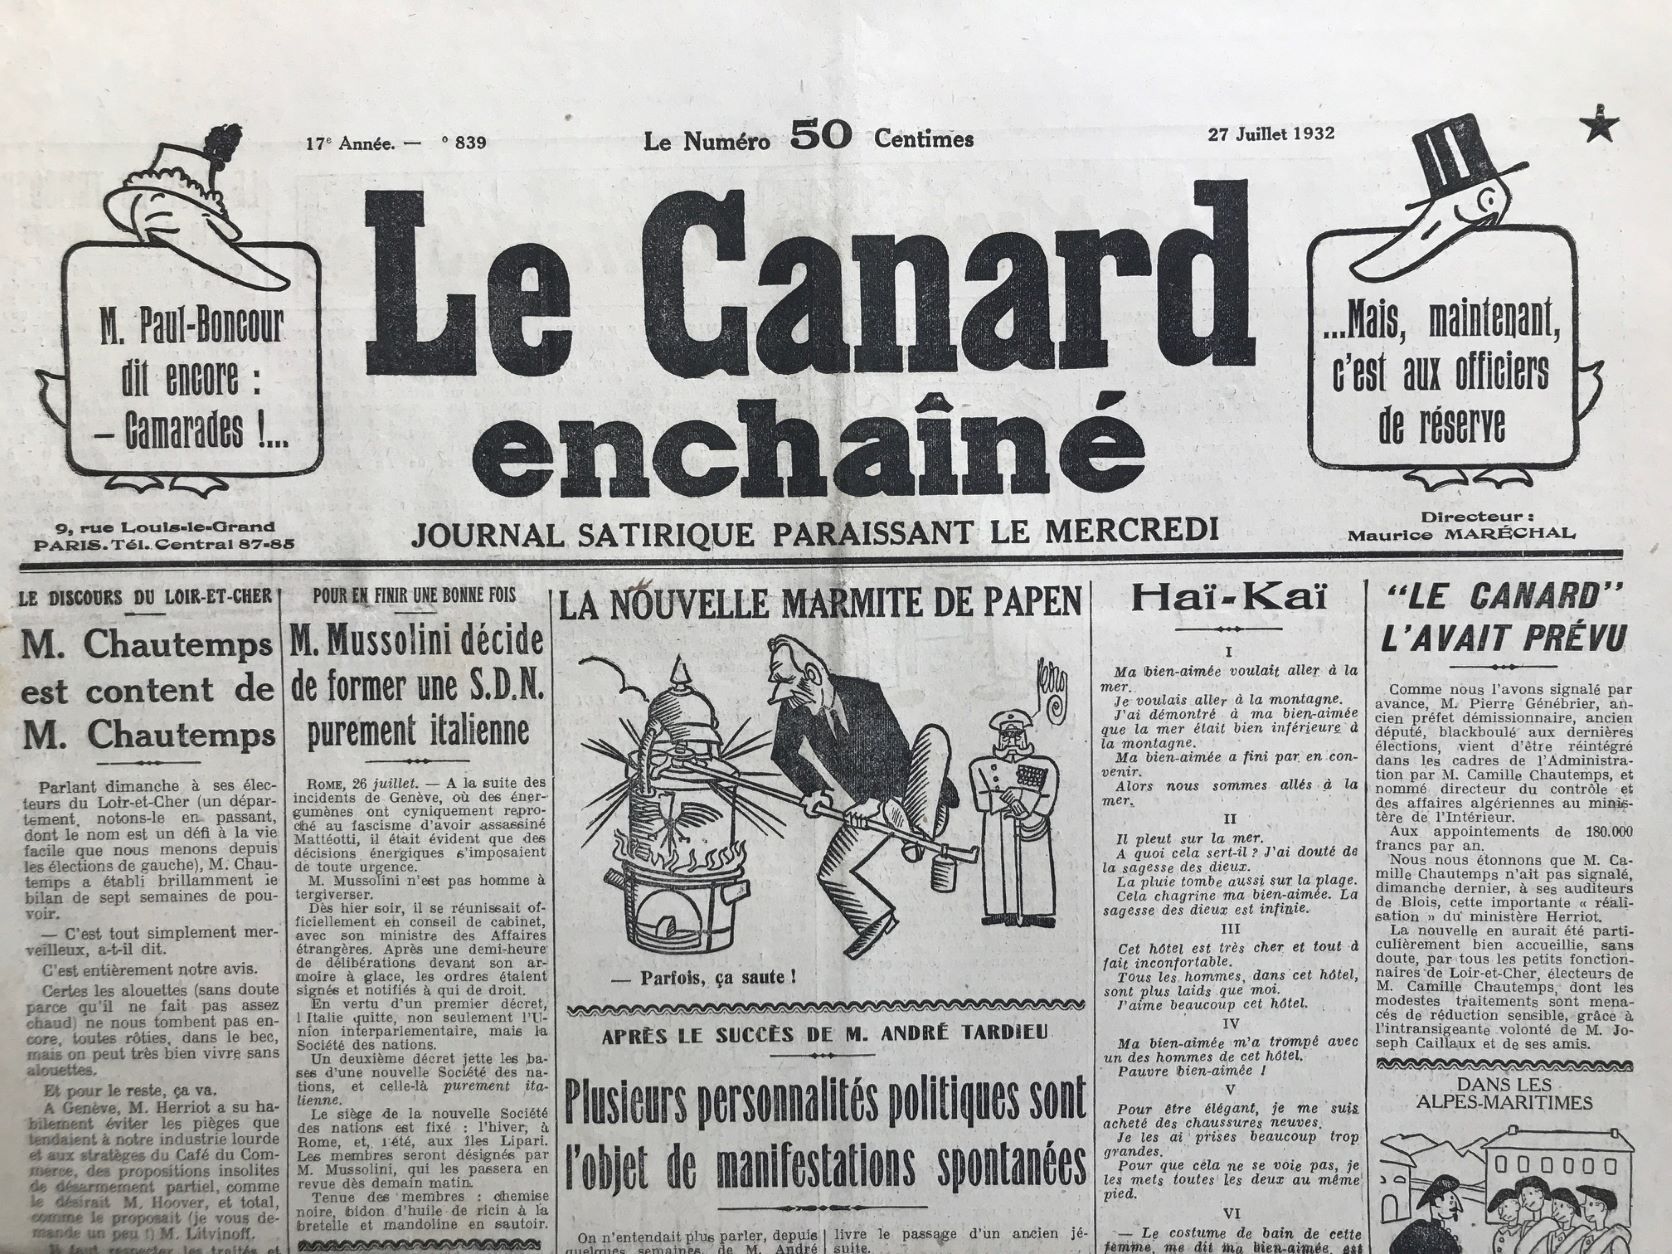 17e Année. — ° 839
Le Numéro 50 Centimes
27 Juillet 1932
M. Paul-Boncour
dit encore :
– Camarades !...
Le Canard
enchaîné
...Mais, maintenant,
c'est aux officiers
de réserve
9, rue Louis-le-Grand
PARIS. Tél. Central 87-85
JOURNAL SATIRIQUE PARAISSANT LE MERCREDI
Directeur :
Maurice MARÉCHAL
LE DISCOURS DU LOIR-ET-CHER
M. Chautemps
est content de
M. Chautemps
Parlant dimanche à ses élec-
teurs du Loir-et-Cher (un dépar-
tement, notons-le en passant,
dont le nom est un défi à la vie
facile que nous menons depuis
les élections de gauche), M. Chau-
temps a établi brillamment le
bilan de sept semaines de pou-
voir.
— C'est tout simplement mer-
veilleux, a-t-il dit.
C'est entièrement notre avis.
Certes les alouettes (sans doute
parce qu'il ne fait pas assez
chaud) ne nous tombent pas en-
core, toutes rôties, dans le bec,
mais on peut très bien vivre sans
alouettes.
Et pour le reste, ça va.
A Genève, M. Herriot a su ha-
bilement éviter les pièges que
tendaient à notre industrie lourde
et aux stratèges du Café du Com-
merce, des propositions insolites
de désarmement partiel, comme
le désirait M. Hoover, et total,
comme le proposait (je vous de-
mande un peu !) M. Litvinoff.
Il faut respecter les traités et
POUR EN FINIR UNE BONNE FOIS
M. Mussolini décide
de former une S.D.N.
purement italienne
ROME, 26 juillet. — A la suite des
incidents de Genève, où des éner-
gumènes ont cyniquement repro-
ché au fascisme d'avoir assassiné
Mattéotti, il était évident que des
décisions énergiques s'imposaient
de toute urgence.
M. Mussolini n'est pas homme à
tergiverser.
Dès hier soir, il se réunissait of-
ficiellement en conseil de cabinet,
avec son ministre des Affaires
étrangères. Après une demi-heure
de délibérations devant son ar-
moire à glace, les ordres étaient
signés et notifiés à qui de droit.
En vertu d'un premier décret,
l'Italie quitte, non seulement l'U-
nion interparlementaire, mais la
Société des nations.
Un deuxième décret jette les ba-
ses d'une nouvelle Société des na-
tions, et celle-là purement ita-
lienne.
Le siège de la nouvelle Société
des nations est fixé : l'hiver, à
Rome, et, l'été, aux îles Lipari.
Les membres seront désignés par
M. Mussolini, qui les passera en
revue dès demain matin.
Tenue des membres : chemise
noire, bidon d'huile de ricin à la
bretelle et mandoline en sautoir.
LA NOUVELLE MARMITE DE PAPEN
— Parfois, ça saute !
APRÈS LE SUCCÈS DE M. ANDRÉ TARDIEU
Plusieurs personnalités politiques sont
l'objet de manifestations spontanées
On n'entendait plus parler, depuis
quelques semaines, de M. André
livre le passage d'un ancien jé-
suite.
Haï-Kaï
I
Ma bien-aimée voulait aller à la
mer.
Je voulais aller à la montagne.
J'ai démontré à ma bien-aimée
que la mer était bien inférieure à
la montagne.
Ma bien-aimée a fini par en con-
venir.
Alors nous sommes allés à la
mer.
II
Il pleut sur la mer.
A quoi cela sert-il ? J'ai douté de
la sagesse des dieux.
La pluie tombe aussi sur la plage.
Cela chagrine ma bien-aimée. La
sagesse des dieux est infinie.
III
Cet hôtel est très cher et tout à
fait inconfortable.
Tous les hommes, dans cet hôtel,
sont plus laids que moi.
J'aime beaucoup cet hôtel.
IV
Ma bien-aimée m'a trompé avec
un des hommes de cet hôtel.
Pauvre bien-aimée !
V
Pour être élégant, je me suis
acheté des chaussures neuves.
Je les ai prises beaucoup trop
grandes.
Pour que cela ne se voie pas, je
les mets toutes les deux au même
pied.
VI
— Le costume de bain de cette
femme, me dit ma bien-aimée, est
"LE CANARD"
L'AVAIT PRÉVU
Comme nous l'avons signalé par
avance, M. Pierre Génébrier, an-
cien préfet démissionnaire, ancien
député, blackboulé aux dernières
élections, vient d'être réintégré
dans les cadres de l'Administra-
tion par M. Camille Chautemps, et
nommé directeur du contrôle et
des affaires algériennes au minis-
tère de l'Intérieur.
Aux appointements de 180.000
francs par an.
Nous nous étonnons que M. Ca-
mille Chautemps n'ait pas signalé,
dimanche dernier, à ses auditeurs
de Blois, cette importante « réali-
sation » du ministère Herriot.
La nouvelle en aurait été parti-
culièrement bien accueillie, sans
doute, par tous les petits fonction-
naires de Loir-et-Cher, électeurs de
M. Camille Chautemps, dont les
modestes traitements sont mena-
cés de réduction sensible, grâce à
l'intransigeante volonté de M. Jo-
seph Caillaux et de ses amis.
DANS LES
ALPES-MARITIMES